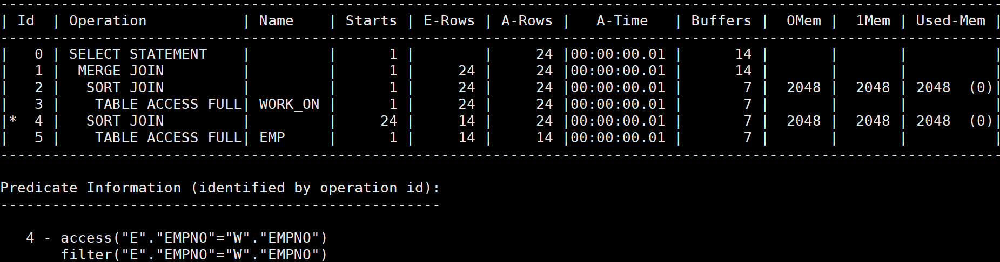 ---------------------------------------------------------------------------------------------------------------------
| Id  | Operation           | Name    | Starts | E-Rows | A-Rows |   A-Time   | Buffers |  OMem |  1Mem | Used-Mem |
---------------------------------------------------------------------------------------------------------------------
|   0 | SELECT STATEMENT    |         |      1 |        |     24 |00:00:00.01 |      14 |       |       |          |
|   1 |  MERGE JOIN         |         |      1 |     24 |     24 |00:00:00.01 |      14 |       |       |          |
|   2 |   SORT JOIN         |         |      1 |     24 |     24 |00:00:00.01 |       7 |  2048 |  2048 | 2048  (0)|
|   3 |    TABLE ACCESS FULL| WORK_ON |      1 |     24 |     24 |00:00:00.01 |       7 |       |       |          |
|*  4 |   SORT JOIN         |         |     24 |     14 |     24 |00:00:00.01 |       7 |  2048 |  2048 | 2048  (0)|
|   5 |    TABLE ACCESS FULL| EMP     |      1 |     14 |     14 |00:00:00.01 |       7 |       |       |          |
---------------------------------------------------------------------------------------------------------------------
Predicate Information (identified by operation id):
---------------------------------------------------
   4 - access("E"."EMPNO"="W"."EMPNO")
       filter("E"."EMPNO"="W"."EMPNO")